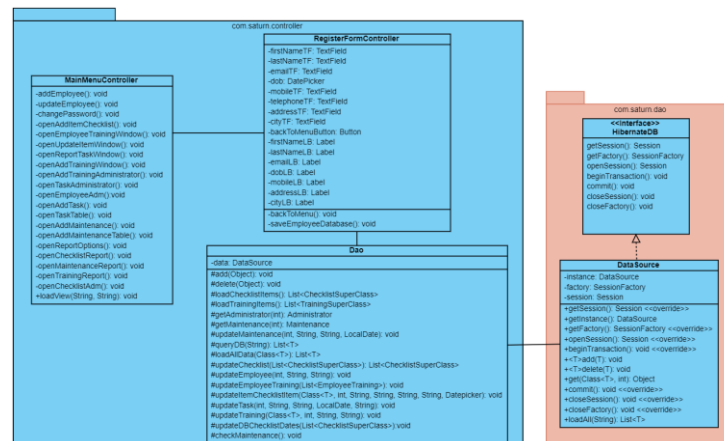 com.saturn.controller
MainMenuController
-addEmployee(): void
-updateEmployee(): void
-changePassword(): void
-openAddItemChecklist(): void
-openEmployeeTrainingWindow(): void
-openUpdateItemWindow(): void
-openReportTaskWindow(): void
-openAddTrainingWindow(): void
-openAddTrainingAdministrator(): void
-openTaskAdministrator(): void
-openEmployeeAdm(): void
-openAddTask(): void
-openTaskTable(): void
-openAddMaintenance(): void
-openAddMaintenanceTable(): void
-openReportOptions(): void
-openChecklistReport(): void
-openMaintenanceReport(): void
-openTrainingReport(): void
-openChecklistAdm(): void
+loadView(String, String): void
RegisterFormController
-firstNameTF: TextField
-lastNameTF: TextField
-emailTF: TextField
-dob: DatePicker
-mobileTF: TextField
-telephoneTF: TextField
-addressTF: TextField
-cityTF: TextField
-backToMenuButton: Button
-firstNameLB: Label
-lastNameLB: Label
-emailLB: Label
-dobLB: Label
-mobileLB: Label
-addressLB: Label
-cityLB: Label
-backToMenu(): void
-saveEmployeeDatabase(): void
Dao
-data: DataSource
#add(Object): void
#delete(Object): void
#loadChecklistItems(): List<ChecklistSuperClass>
#loadTrainingItems(): List<TrainingSuperClass>
#getAdministrator(int): Administrator
#getMaintenance(int): Maintenance
#updateMaintenance(int, String, String, LocalDate): void
#queryDB(String): List<T>
#loadAllData(Class<T>): List<T>
#updateChecklist(List<ChecklistSuperClass>): List<ChecklistSuperClass>
#updateEmployee(int, String, String): void
#updateEmployeeTraining(List<EmployeeTraining>): void
#updateItemChecklistItem(Class<T>, int, String, String, String, String, Datepicker): void
#updateTask(int, String, String, LocalDate, String): void
#updateTraining(Class<T>, int, String, String): void
#updateDBChecklistDates(List<ChecklistSuperClass>):void
#checkMaintenance(): void
com.saturn.dao
<<Interface>>
HibernateDB
getSession(): Session
getFactory(): SessionFactory
openSession(): Session
beginTransaction(): void
commit(): void
closeSession(): void
closeFactory(): void
DataSource
-instance: DataSource
-factory: SessionFactory
-session: Session
+getSession(): Session <<override>>
+getInstance(): DataSource
+getFactory(): SessionFactory <<override>>
+openSession(): Session <<override>>
+beginTransaction(): void <<override>>
+<T>add(T): void
+<T>delete(T): void
+get(Class<T>, int): Object
+commit(): void <<override>>
+closeSession(): void <<override>>
+closeFactory(): void <<override>>
+loadAll(String): List<T>